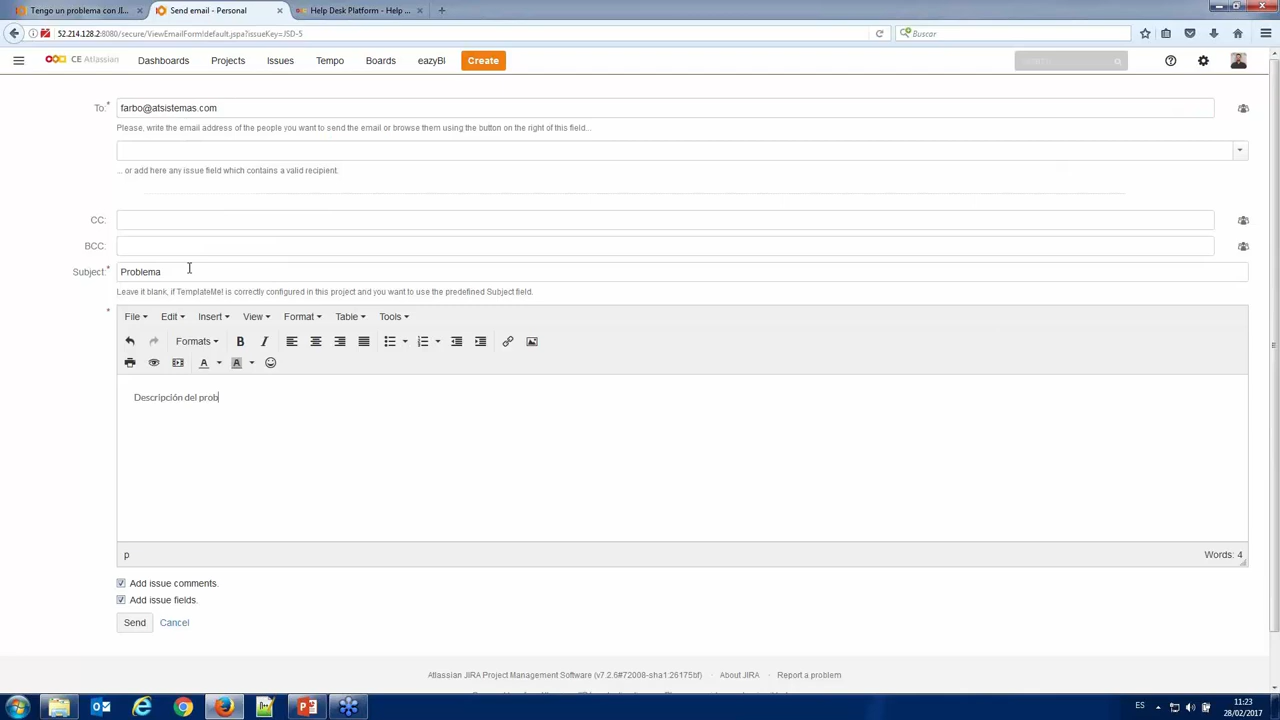 Tengo un problema con JI...
Send email - Personal
Help Desk Platform - Help ...
52.214.128.2:8080/secure/ViewEmailForm!default.jspa?issueKey=JSD-5
Buscar
CE Atlassian Dashboards Projects Issues Tempo Boards eazyBI Create
To:* farbo@atsistemas.com
Please, write the email address of the people you want to send the email or browse them using the button on the right of this field...
... or add here any issue field which contains a valid recipient.
CC:
BCC:
Subject:* Problema
Leave it blank, if TemplateMe! is correctly configured in this project and you want to use the predefined Subject field.
*
File Edit Insert View Format Table Tools
Formats B I
A A
Descripción del prob
p Words: 4
Add issue comments.
Add issue fields.
Send Cancel
Atlassian JIRA Project Management Software (v7.2.6#72008-sha1:26175bf) · About JIRA · Report a problem
ES 11:23
28/02/2017